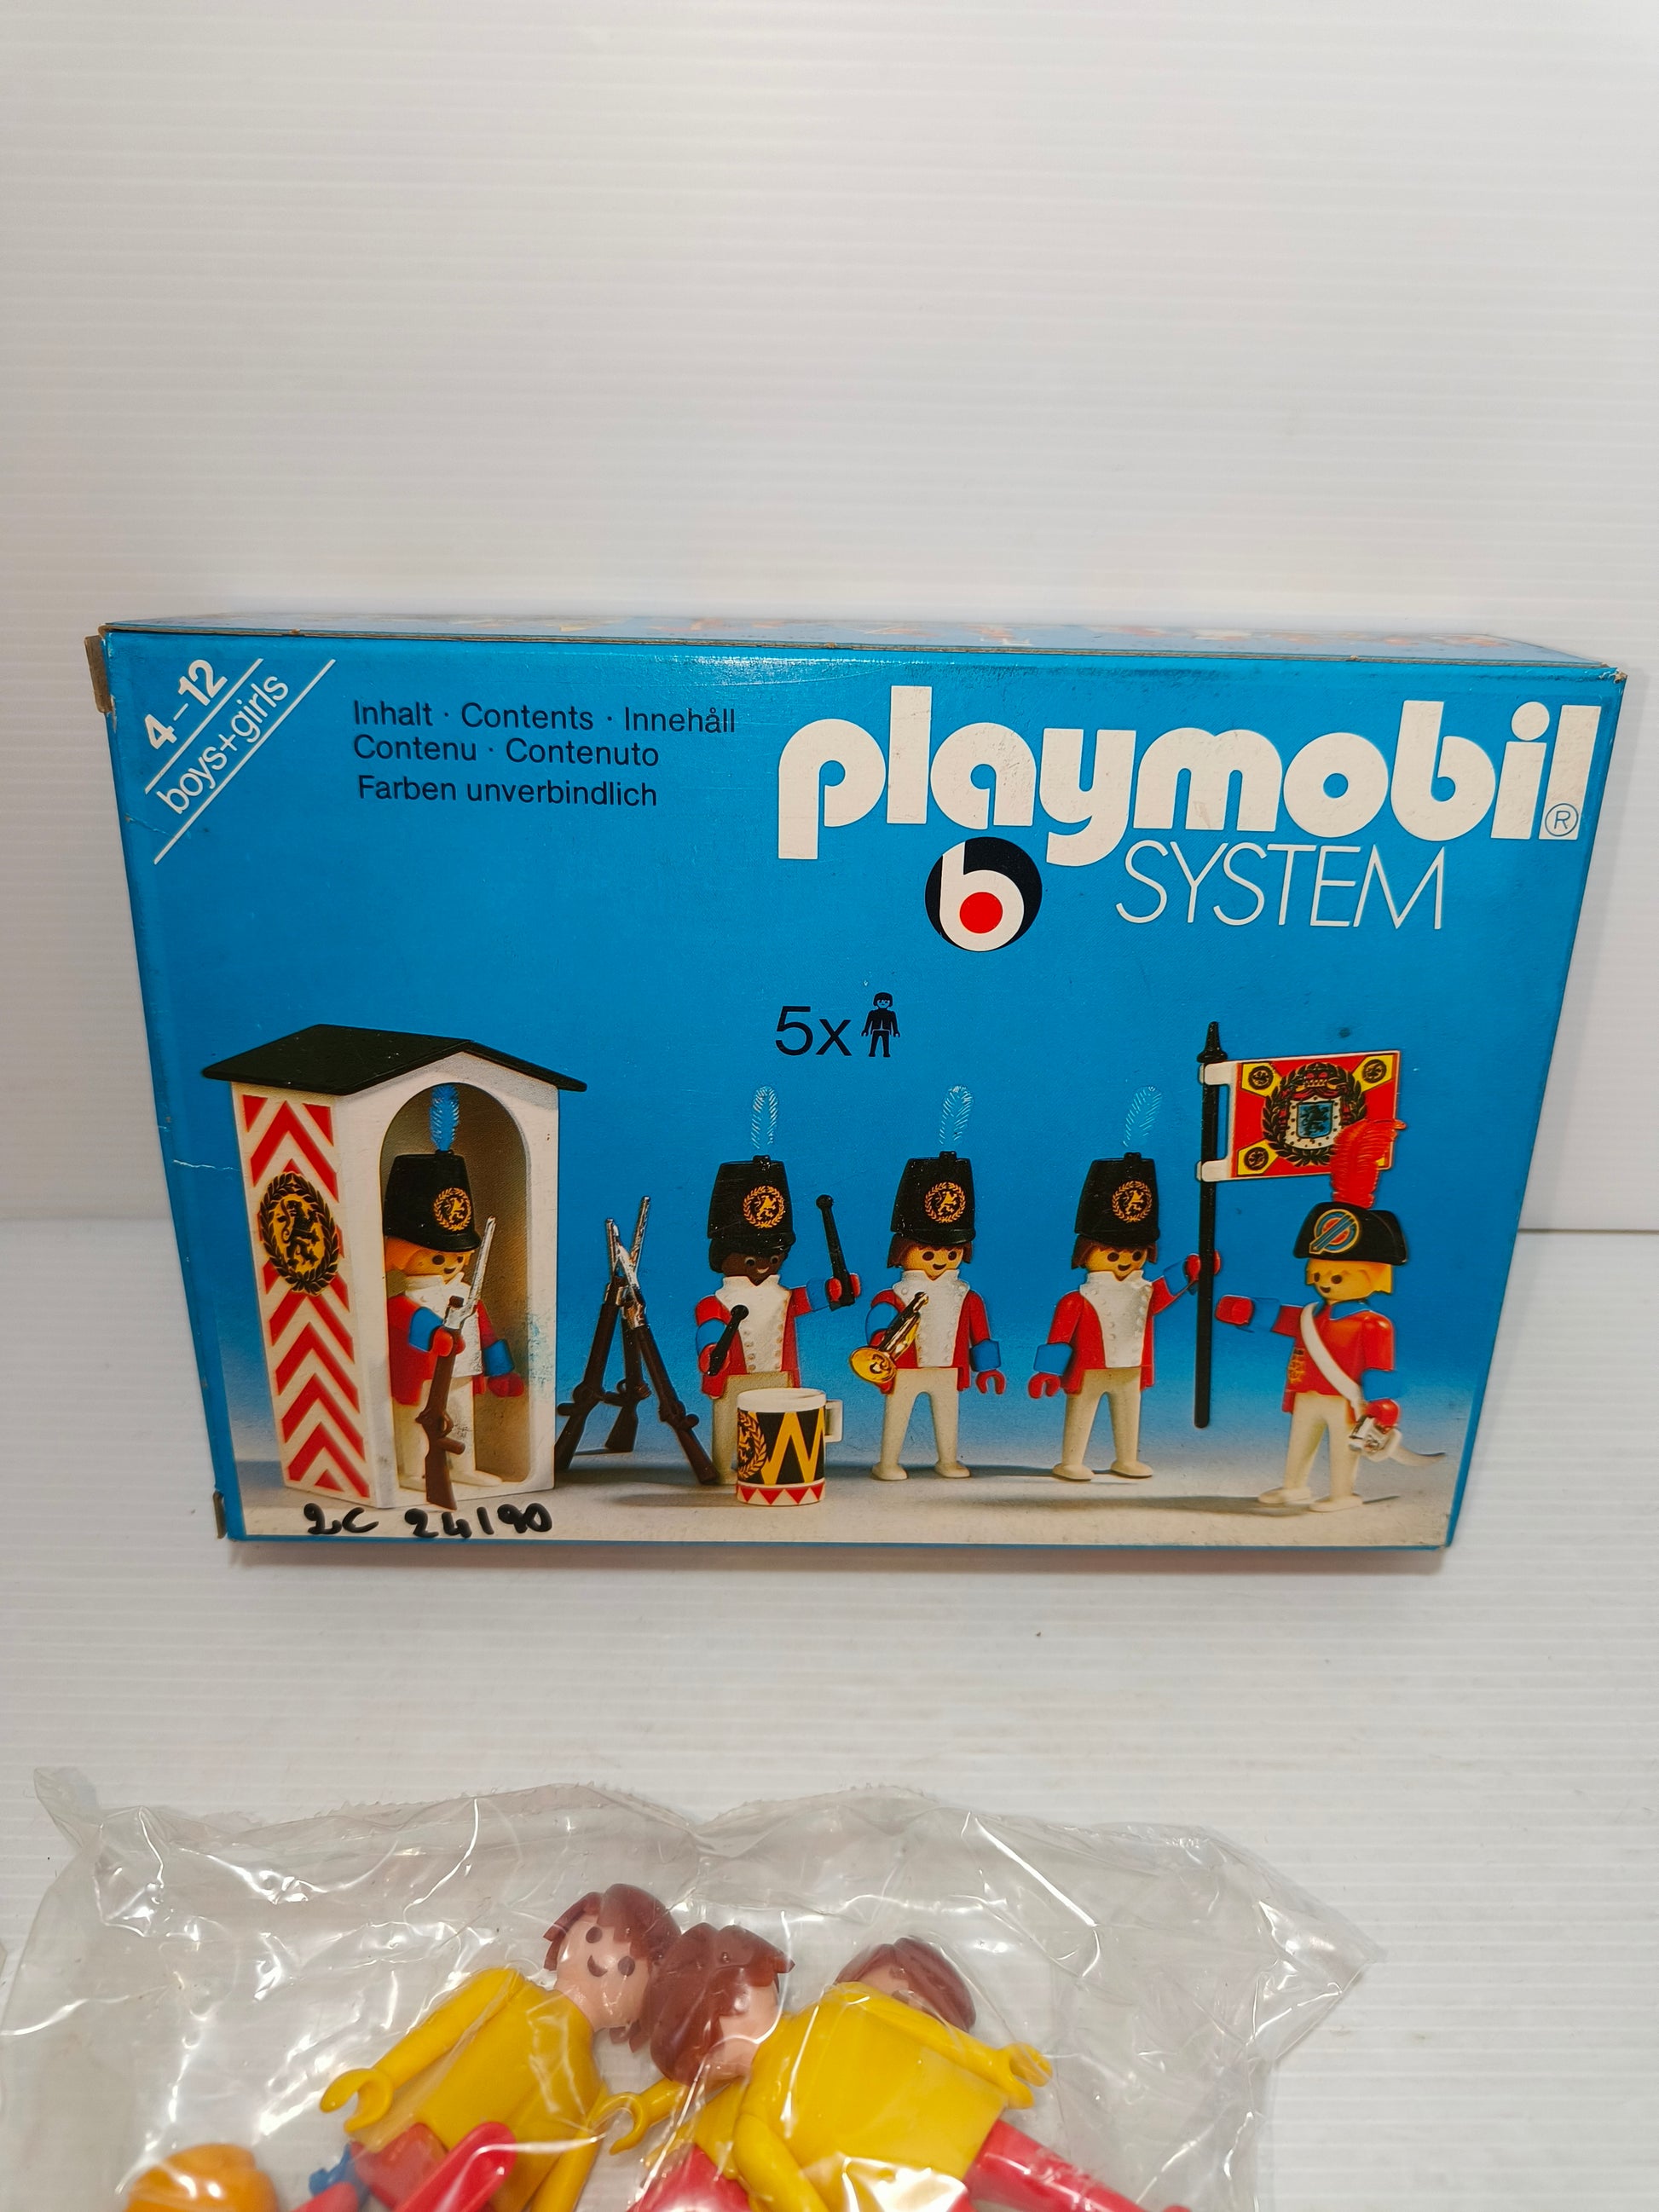 4-12
boys+girls
Inhalt · Contents · Innehåll
Contenu · Contenuto
Farben unverbindlich
playmobil®
SYSTEM
5x
2C 24190